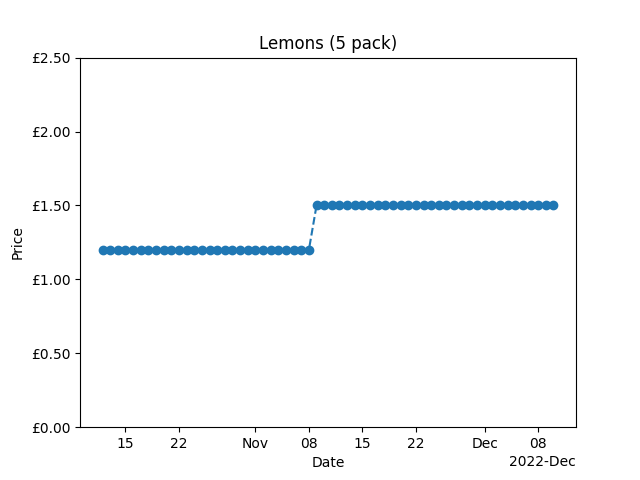 Lemons (5 pack)
£2.50
£2.00
£1.50
£1.00
£0.50
£0.00
Price
15 22 Nov 08 15 22 Dec 08
Date
2022-Dec